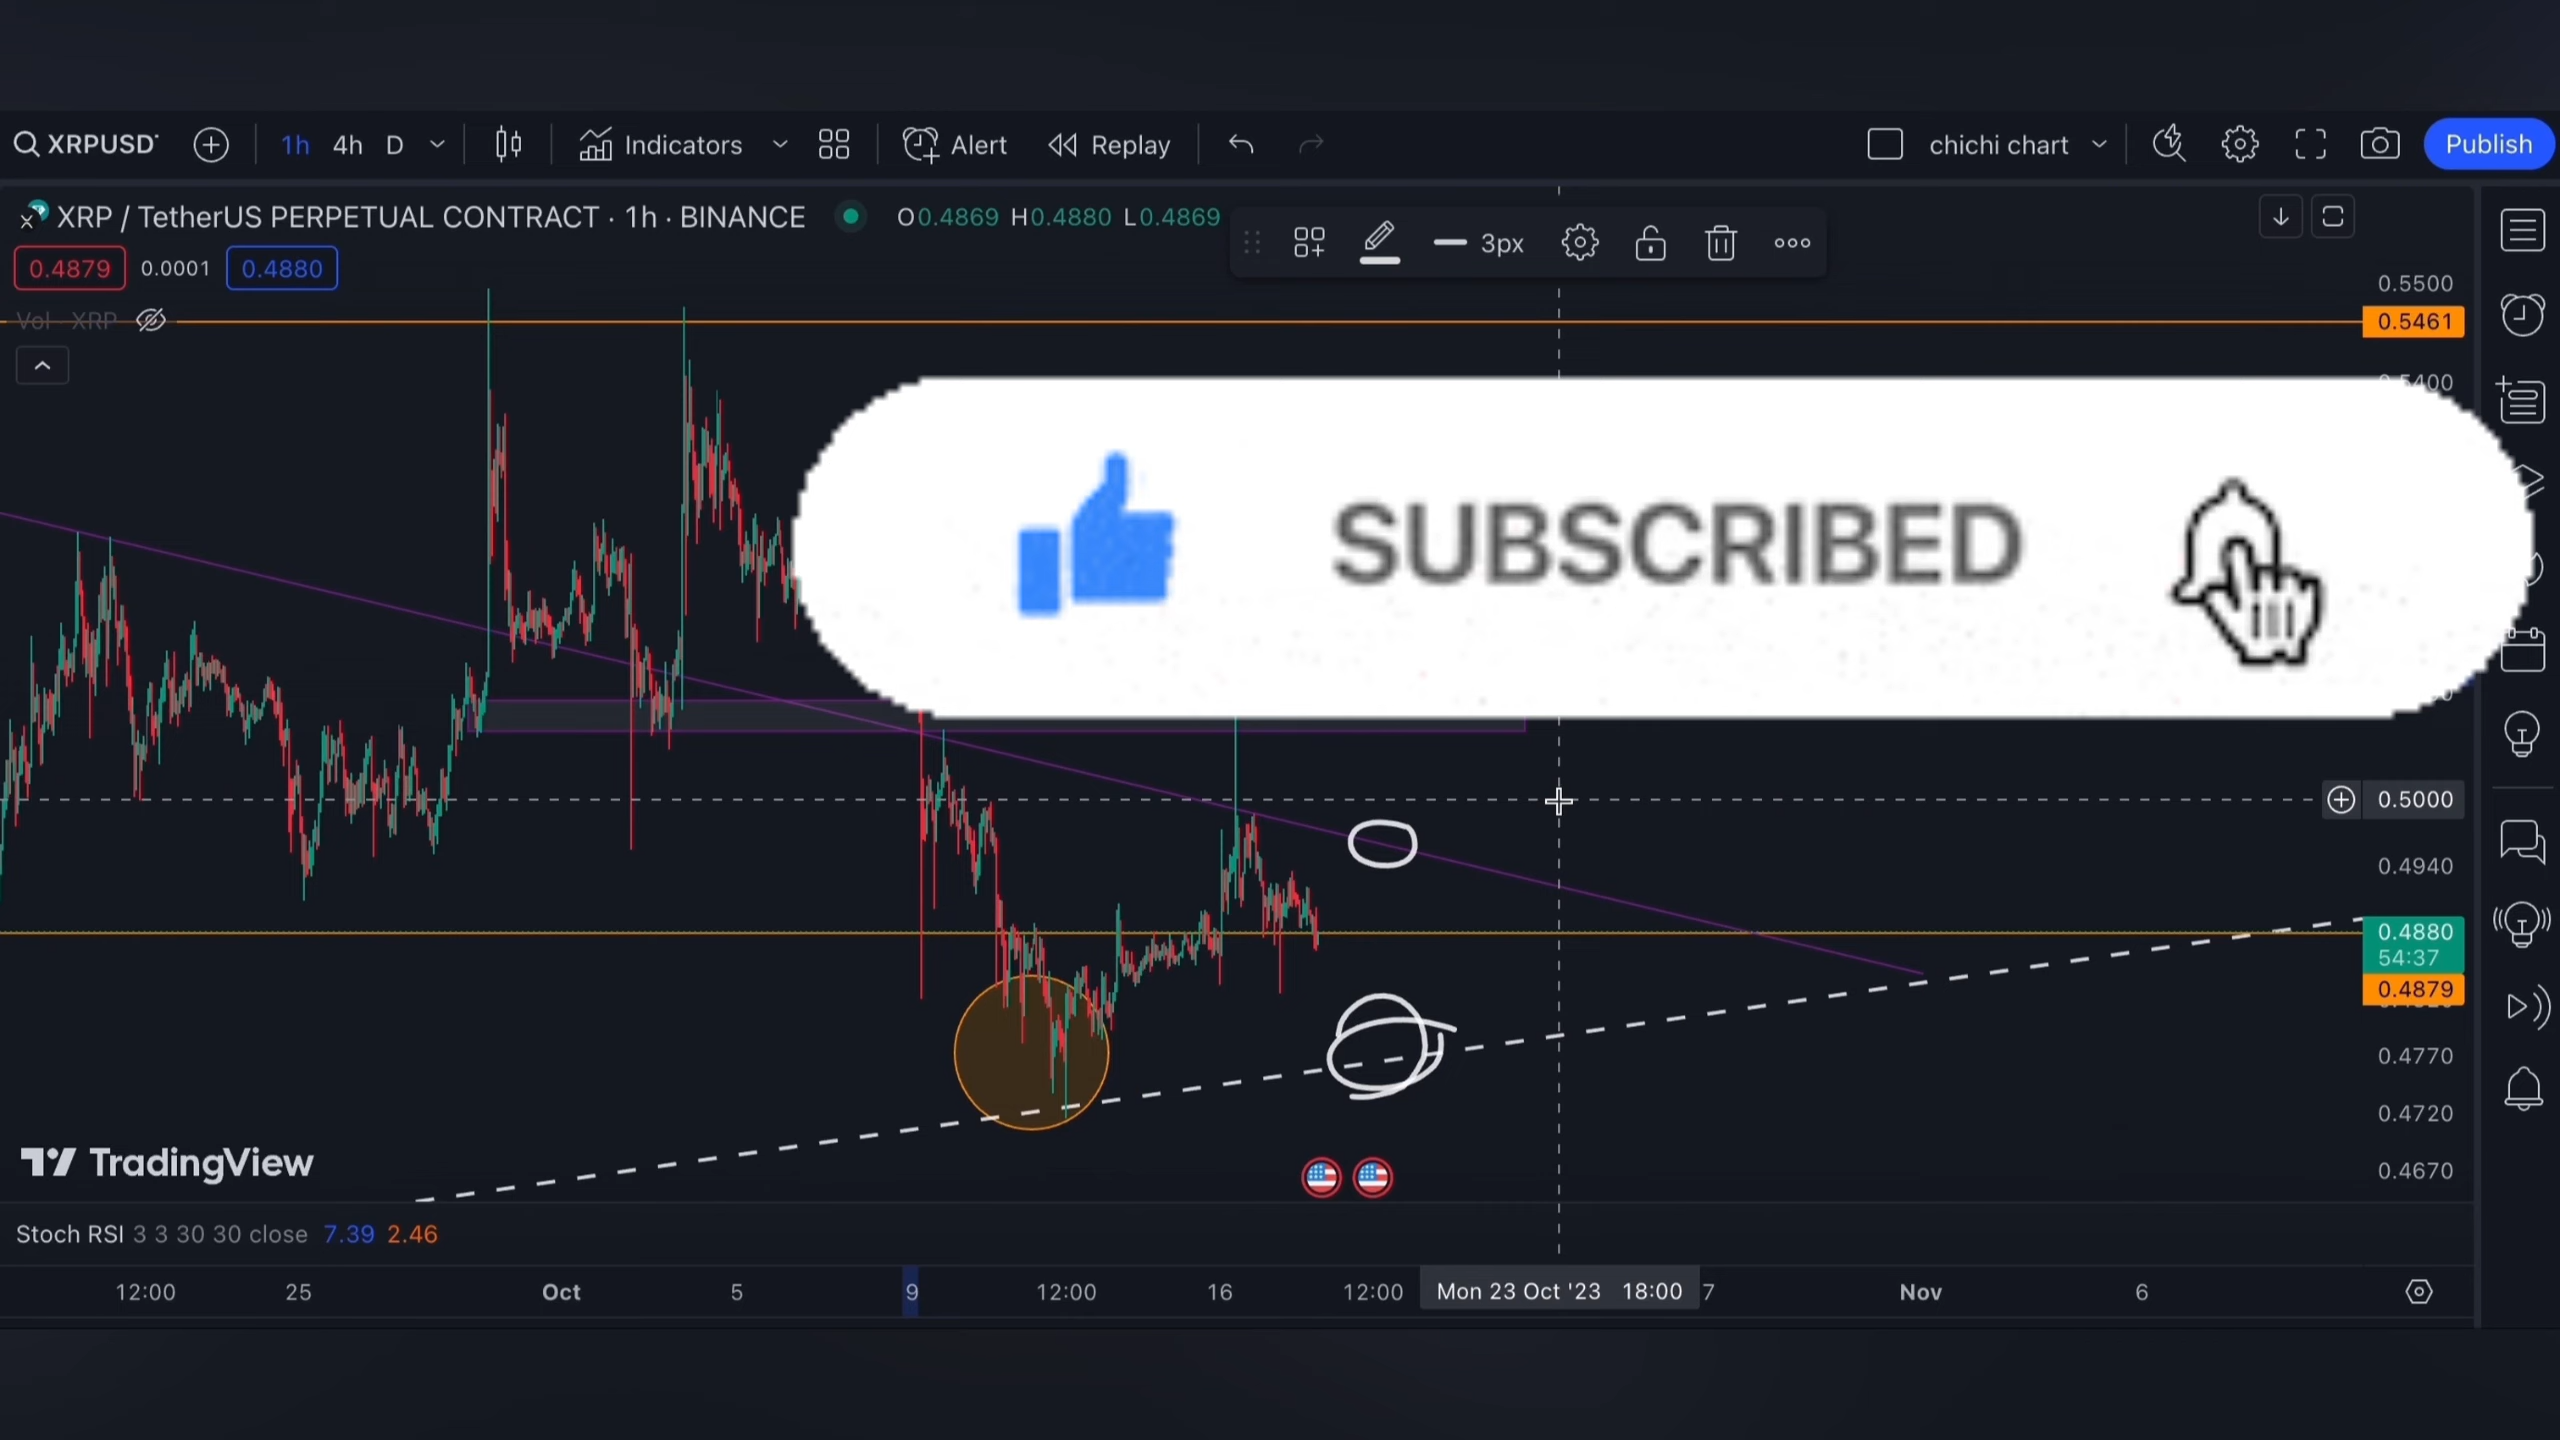 XRPUSD
1h 4h D Indicators Alert Replay chichi chart Publish
XRP / TetherUS PERPETUAL CONTRACT · 1h · BINANCE O0.4869 H0.4880 L0.4869
3px
0.4879 0.0001 0.4880
Vol · XRP
0.5500
0.5461
0.5400
SUBSCRIBED
0.5000
0.4940
0.4880
54:37
0.4879
0.4770
0.4720
0.4670
TradingView
Stoch RSI 3 3 30 30 close 7.39 2.46
12:00 25 Oct 5 9 12:00 16 12:00 Mon 23 Oct '23 18:00 7 Nov 6